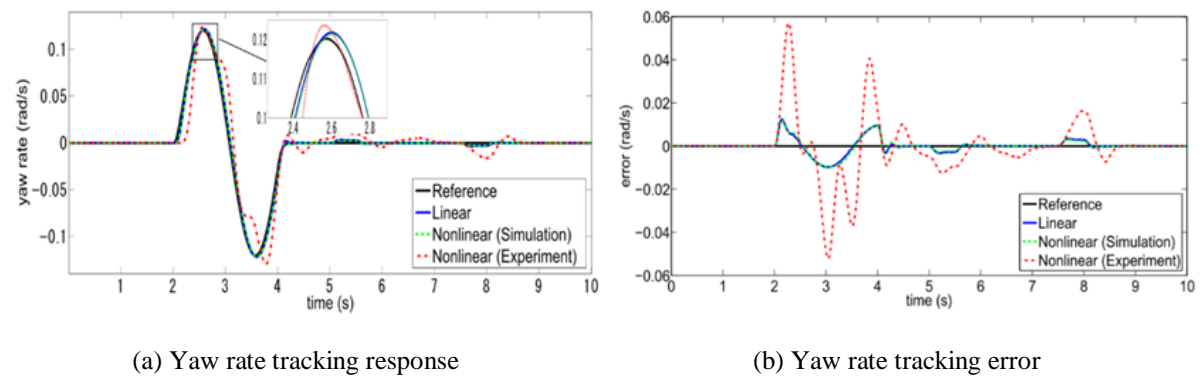 0.1
0.05
0
−0.05
−0.1
yaw rate (rad/s)
0.12
0.11
0.1
2.4 2.6 2.8
Reference
Linear
Nonlinear (Simulation)
Nonlinear (Experiment)
1 2 3 4 5 6 7 8 9 10
time (s)
(a) Yaw rate tracking response
0.06
0.04
0.02
0
−0.02
−0.04
−0.06
error (rad/s)
Reference
Linear
Nonlinear (Simulation)
Nonlinear (Experiment)
0 1 2 3 4 5 6 7 8 9 10
time (s)
(b) Yaw rate tracking error